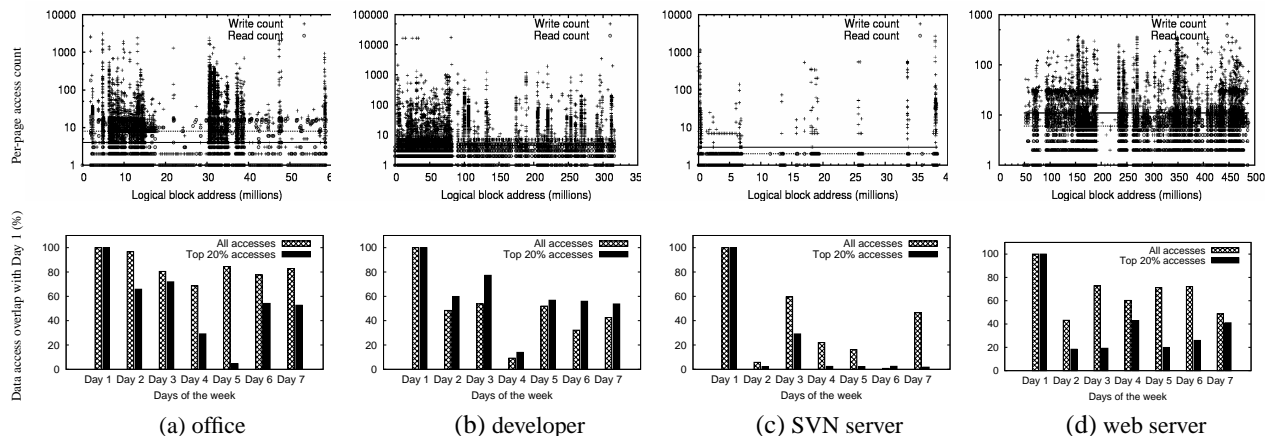 Per-page access count
10000
1000
100
10
1
0 10 20 30 40 50 6
Logical block address (millions)
Write count
Read count
100000
10000
1000
100
10
1
0 50 100 150 200 250 300 35
Logical block address (millions)
Write count
Read count
10000
1000
100
10
1
0 5 10 15 20 25 30 35 4
Logical block address (millions)
Write count
Read count
1000
100
10
1
0 50 100 150 200 250 300 350 400 450 500
Logical block address (millions)
Write count
Read count
Data access overlap with Day 1 (%)
100
80
60
40
20
0
Day 1 Day 2 Day 3 Day 4 Day 5 Day 6 Day 7
Days of the week
All accesses
Top 20% accesses
100
80
60
40
20
0
Day 1 Day 2 Day 3 Day 4 Day 5 Day 6 Day 7
Days of the week
All accesses
Top 20% accesses
100
80
60
40
20
0
Day 1 Day 2 Day 3 Day 4 Day 5 Day 6 Day 7
Days of the week
All accesses
Top 20% accesses
100
80
60
40
20
0
Day 1 Day 2 Day 3 Day 4 Day 5 Day 6 Day 7
Days of the week
All accesses
Top 20% accesses
(a) office
(b) developer
(c) SVN server
(d) web server